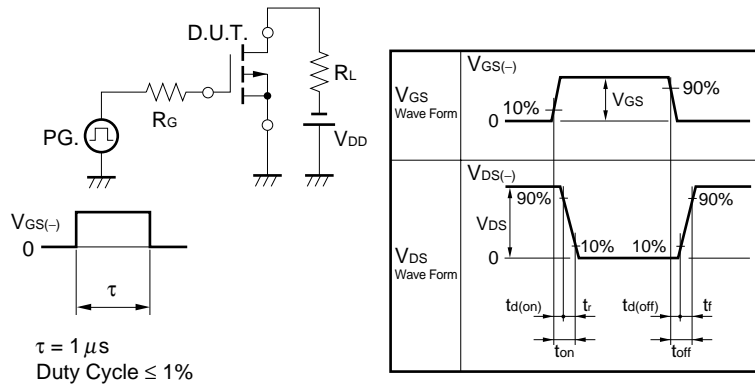 D.U.T.
RL
RG
PG.
VDD
VGS(−)
0
τ
τ = 1 μs
Duty Cycle ≤ 1%
VGS
Wave Form
VGS(−)
10%
VGS
90%
0
VDS
Wave Form
VDS(−)
90%
VDS
10%
10%
90%
0
td(on) tr td(off) tf
ton toff